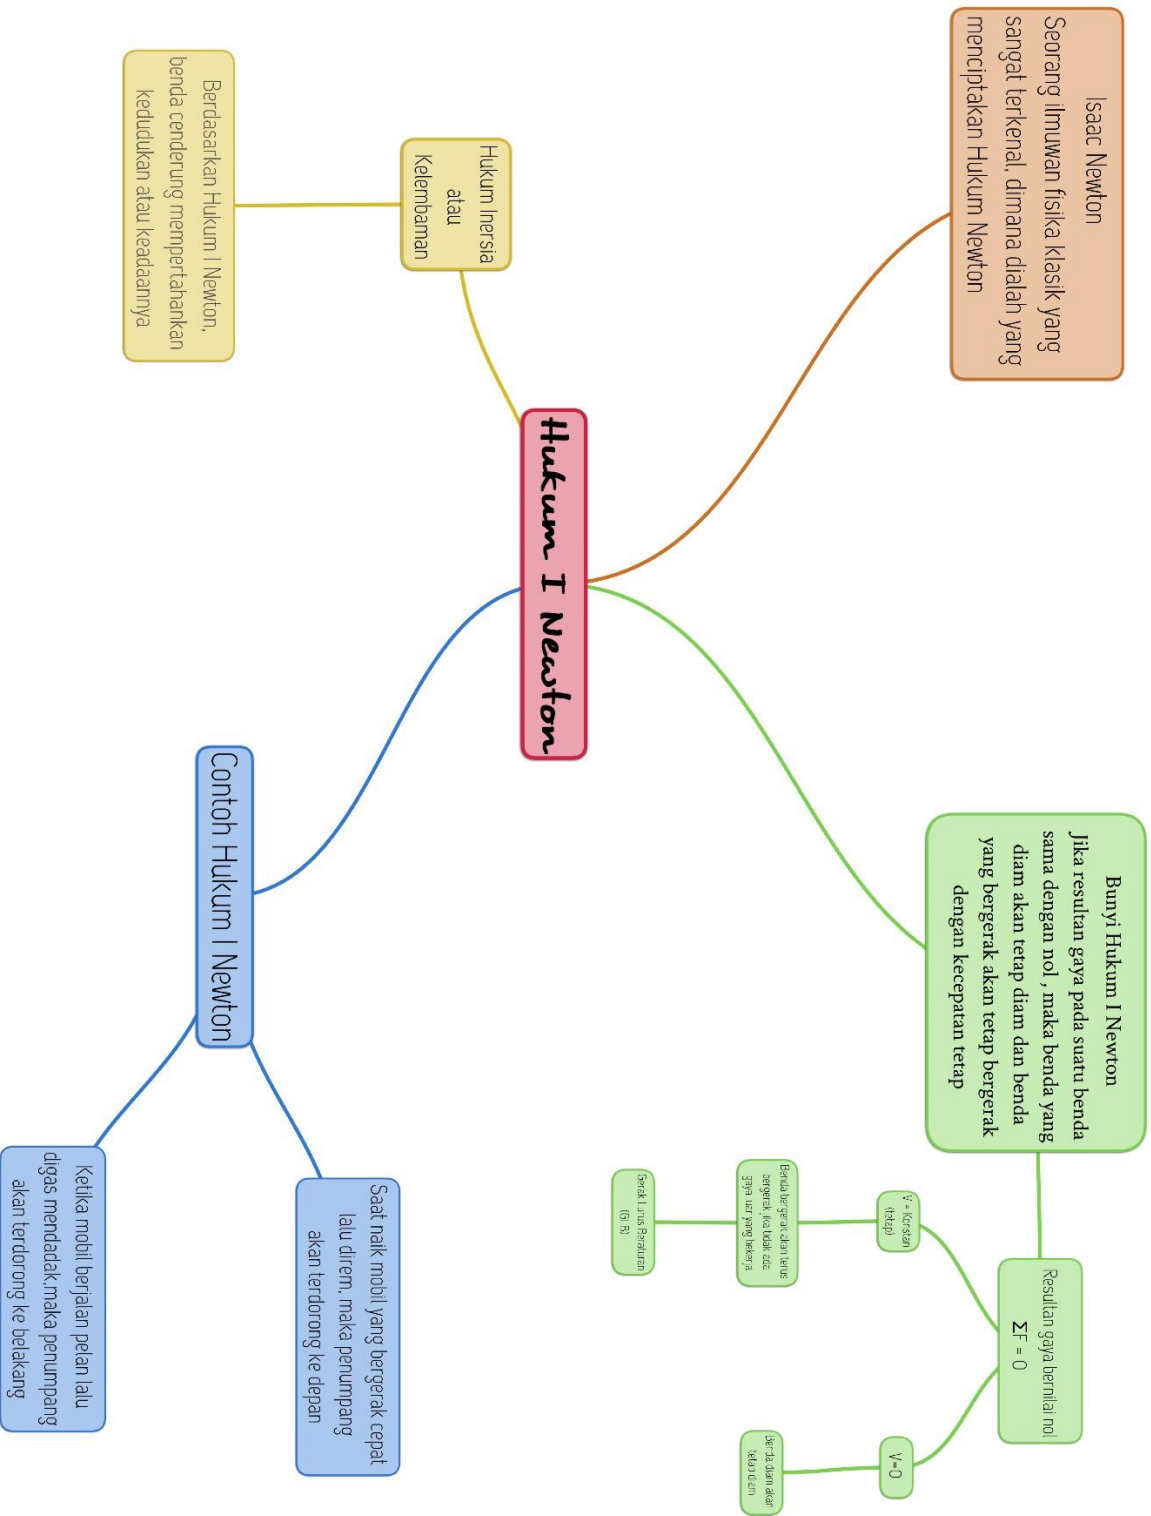 Isaac Newton
Seorang ilmuwan fisika klasik yang
sangat terkenal, dimana dialah yang
menciptakan Hukum Newton
Bunyi Hukum I Newton
Jika resultan gaya pada suatu benda
sama dengan nol , maka benda yang
diam akan tetap diam dan benda
yang bergerak akan tetap bergerak
dengan kecepatan tetap
Resultan gaya bernilai nol
ΣF = 0
V = Konstan
(tetap)
Benda bergerak akan terus
bergerak jika tidak ada
gaya luar yang bekerja
Gerak Lurus Beraturan
(GLB)
V=0
Benda diam akan
tetap diam
Hukum I Newton
Hukum Inersia
atau
Kelembaman
Berdasarkan Hukum I Newton,
benda cenderung mempertahankan
kedudukan atau keadaannya
Contoh Hukum I Newton
Saat naik mobil yang bergerak cepat
lalu direm, maka penumpang
akan terdorong ke depan
Ketika mobil berjalan pelan lalu
digas mendadak,maka penumpang
akan terdorong ke belakang